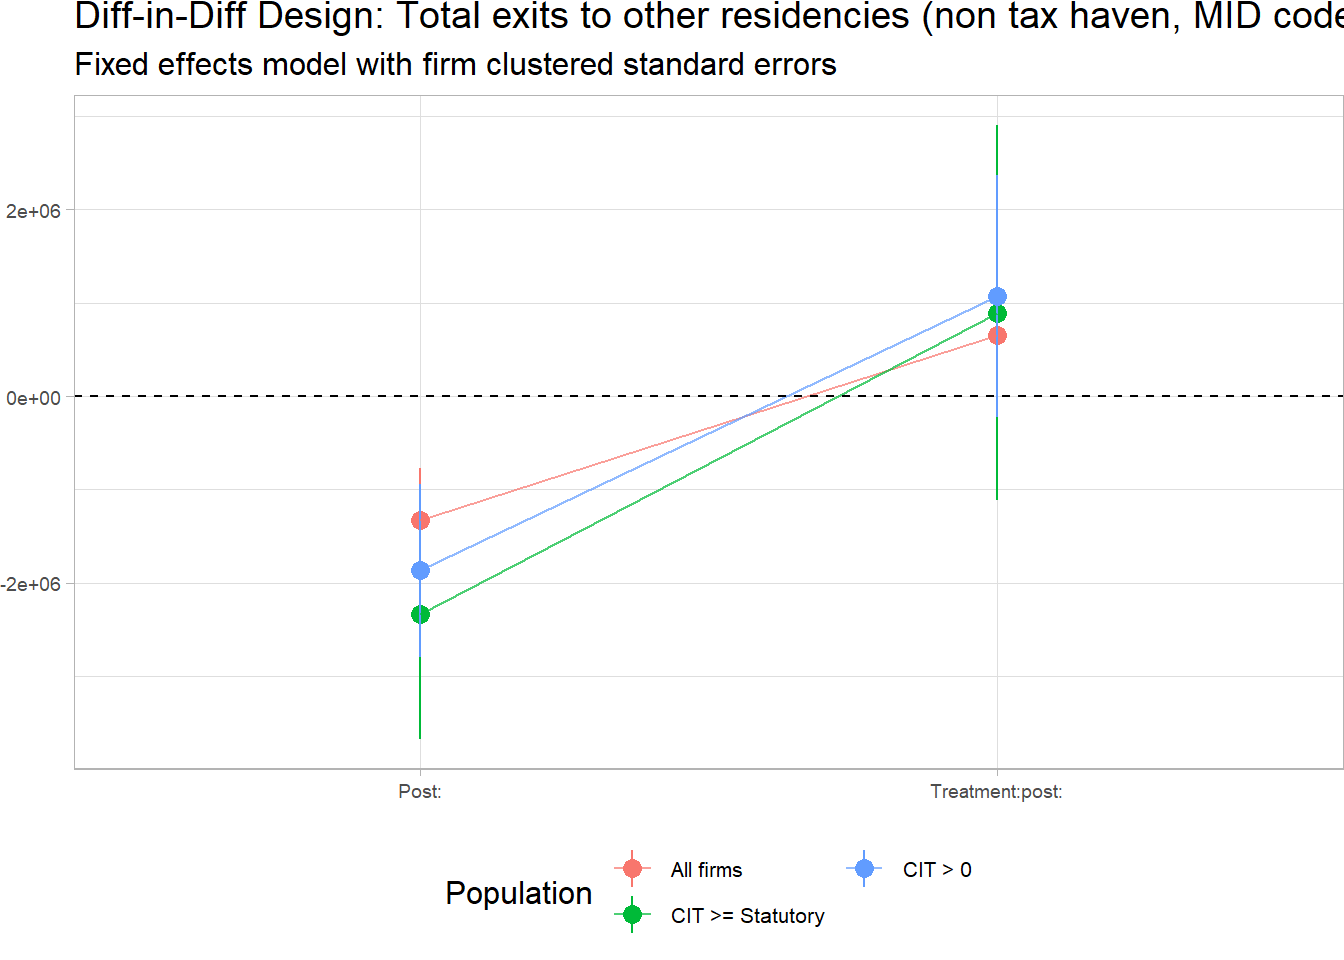 Diff-in-Diff Design: Total exits to other residencies (non tax haven, MID code
Fixed effects model with firm clustered standard errors
2e+06
0e+00
-2e+06
Post:
Treatment:post:
Population
All firms
CIT > 0
CIT >= Statutory